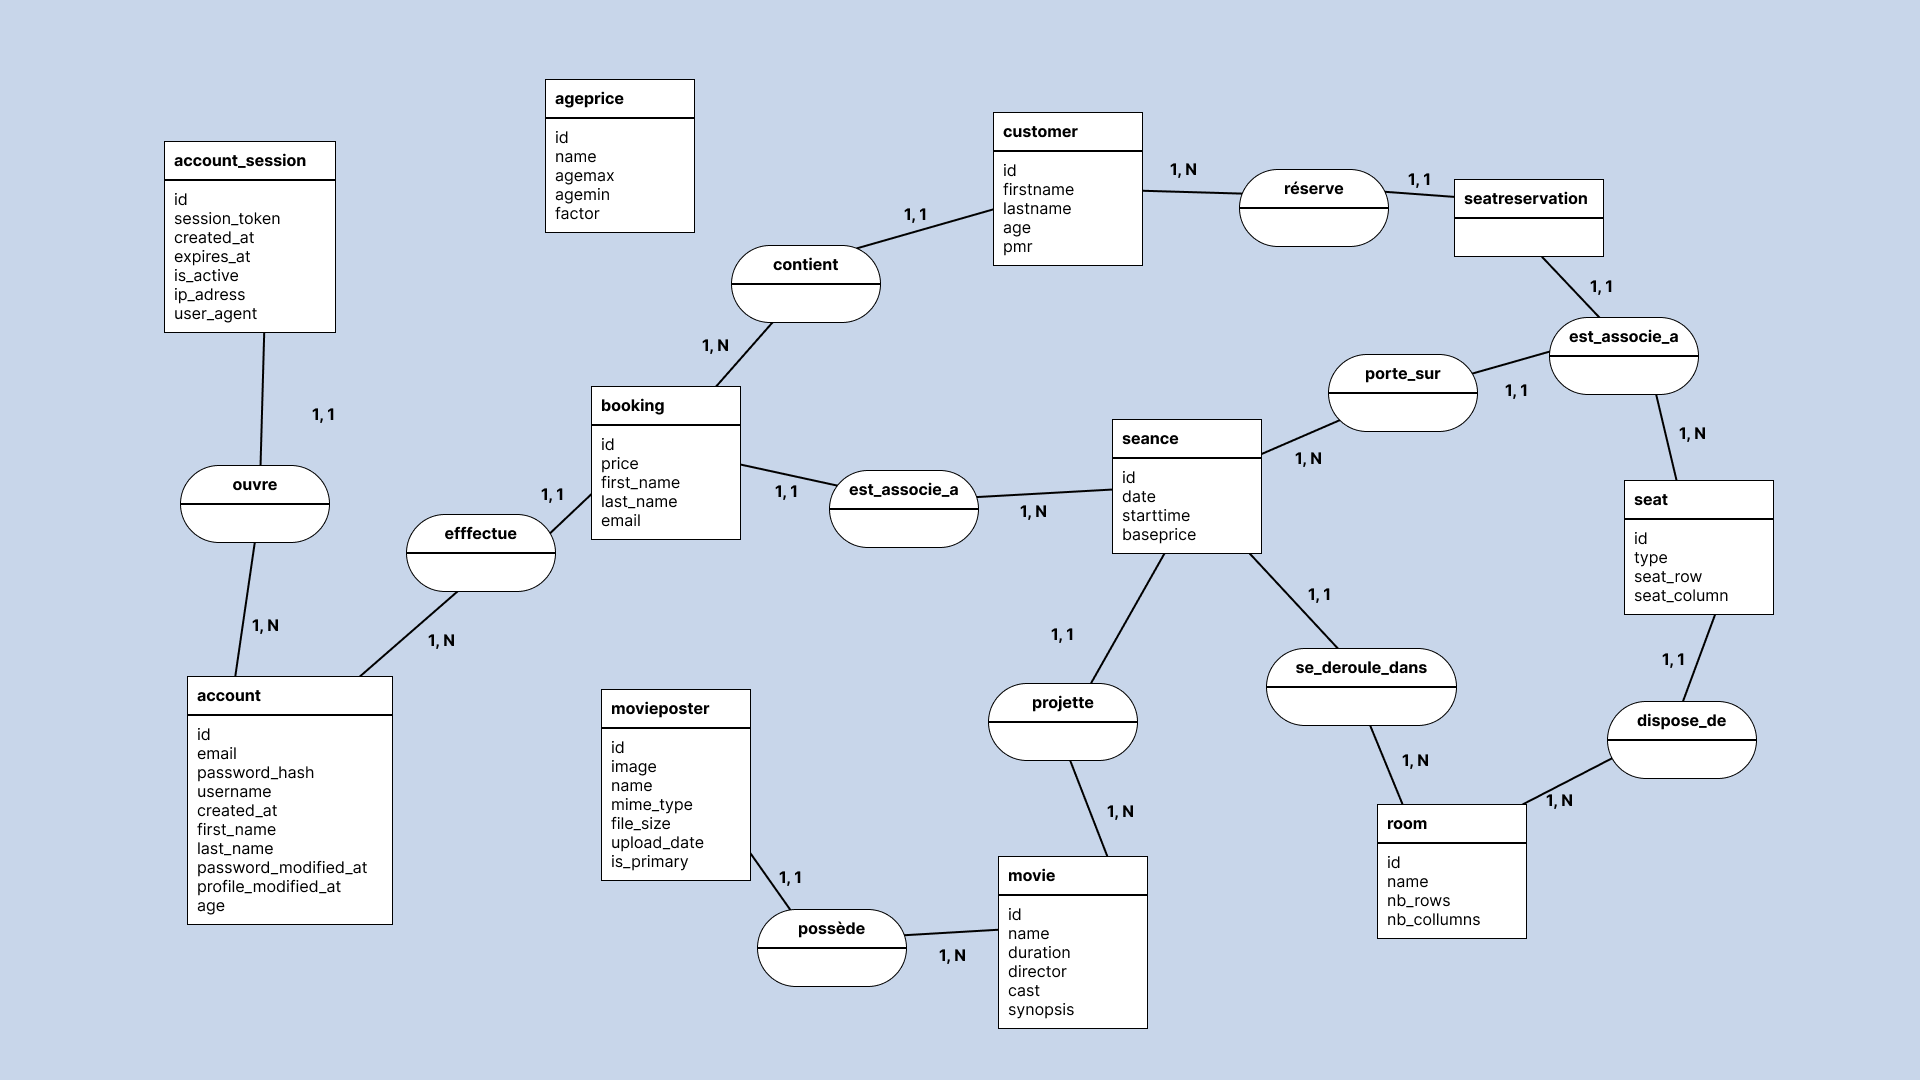 ageprice
id
name
agemax
agemin
factor
customer
id
firstname
lastname
age
pmr
account_session
id
session_token
created_at
expires_at
is_active
ip_adress
user_agent
1, N
réserve
1, 1
seatreservation
1, 1
contient
1, N
1, 1
est_associe_a
porte_sur
1, 1
1, N
1, N
booking
id
price
first_name
last_name
email
1, 1
est_associe_a
1, N
seance
id
date
starttime
baseprice
1, 1
ouvre
1, N
1, 1
efffectue
1, N
seat
id
type
seat_row
seat_column
1, 1
1, 1
1, 1
projette
1, N
se_deroule_dans
1, N
dispose_de
1, N
account
id
email
password_hash
username
created_at
first_name
last_name
password_modified_at
profile_modified_at
age
movieposter
id
image
name
mime_type
file_size
upload_date
is_primary
1, 1
possède
1, N
movie
id
name
duration
director
cast
synopsis
room
id
name
nb_rows
nb_collumns